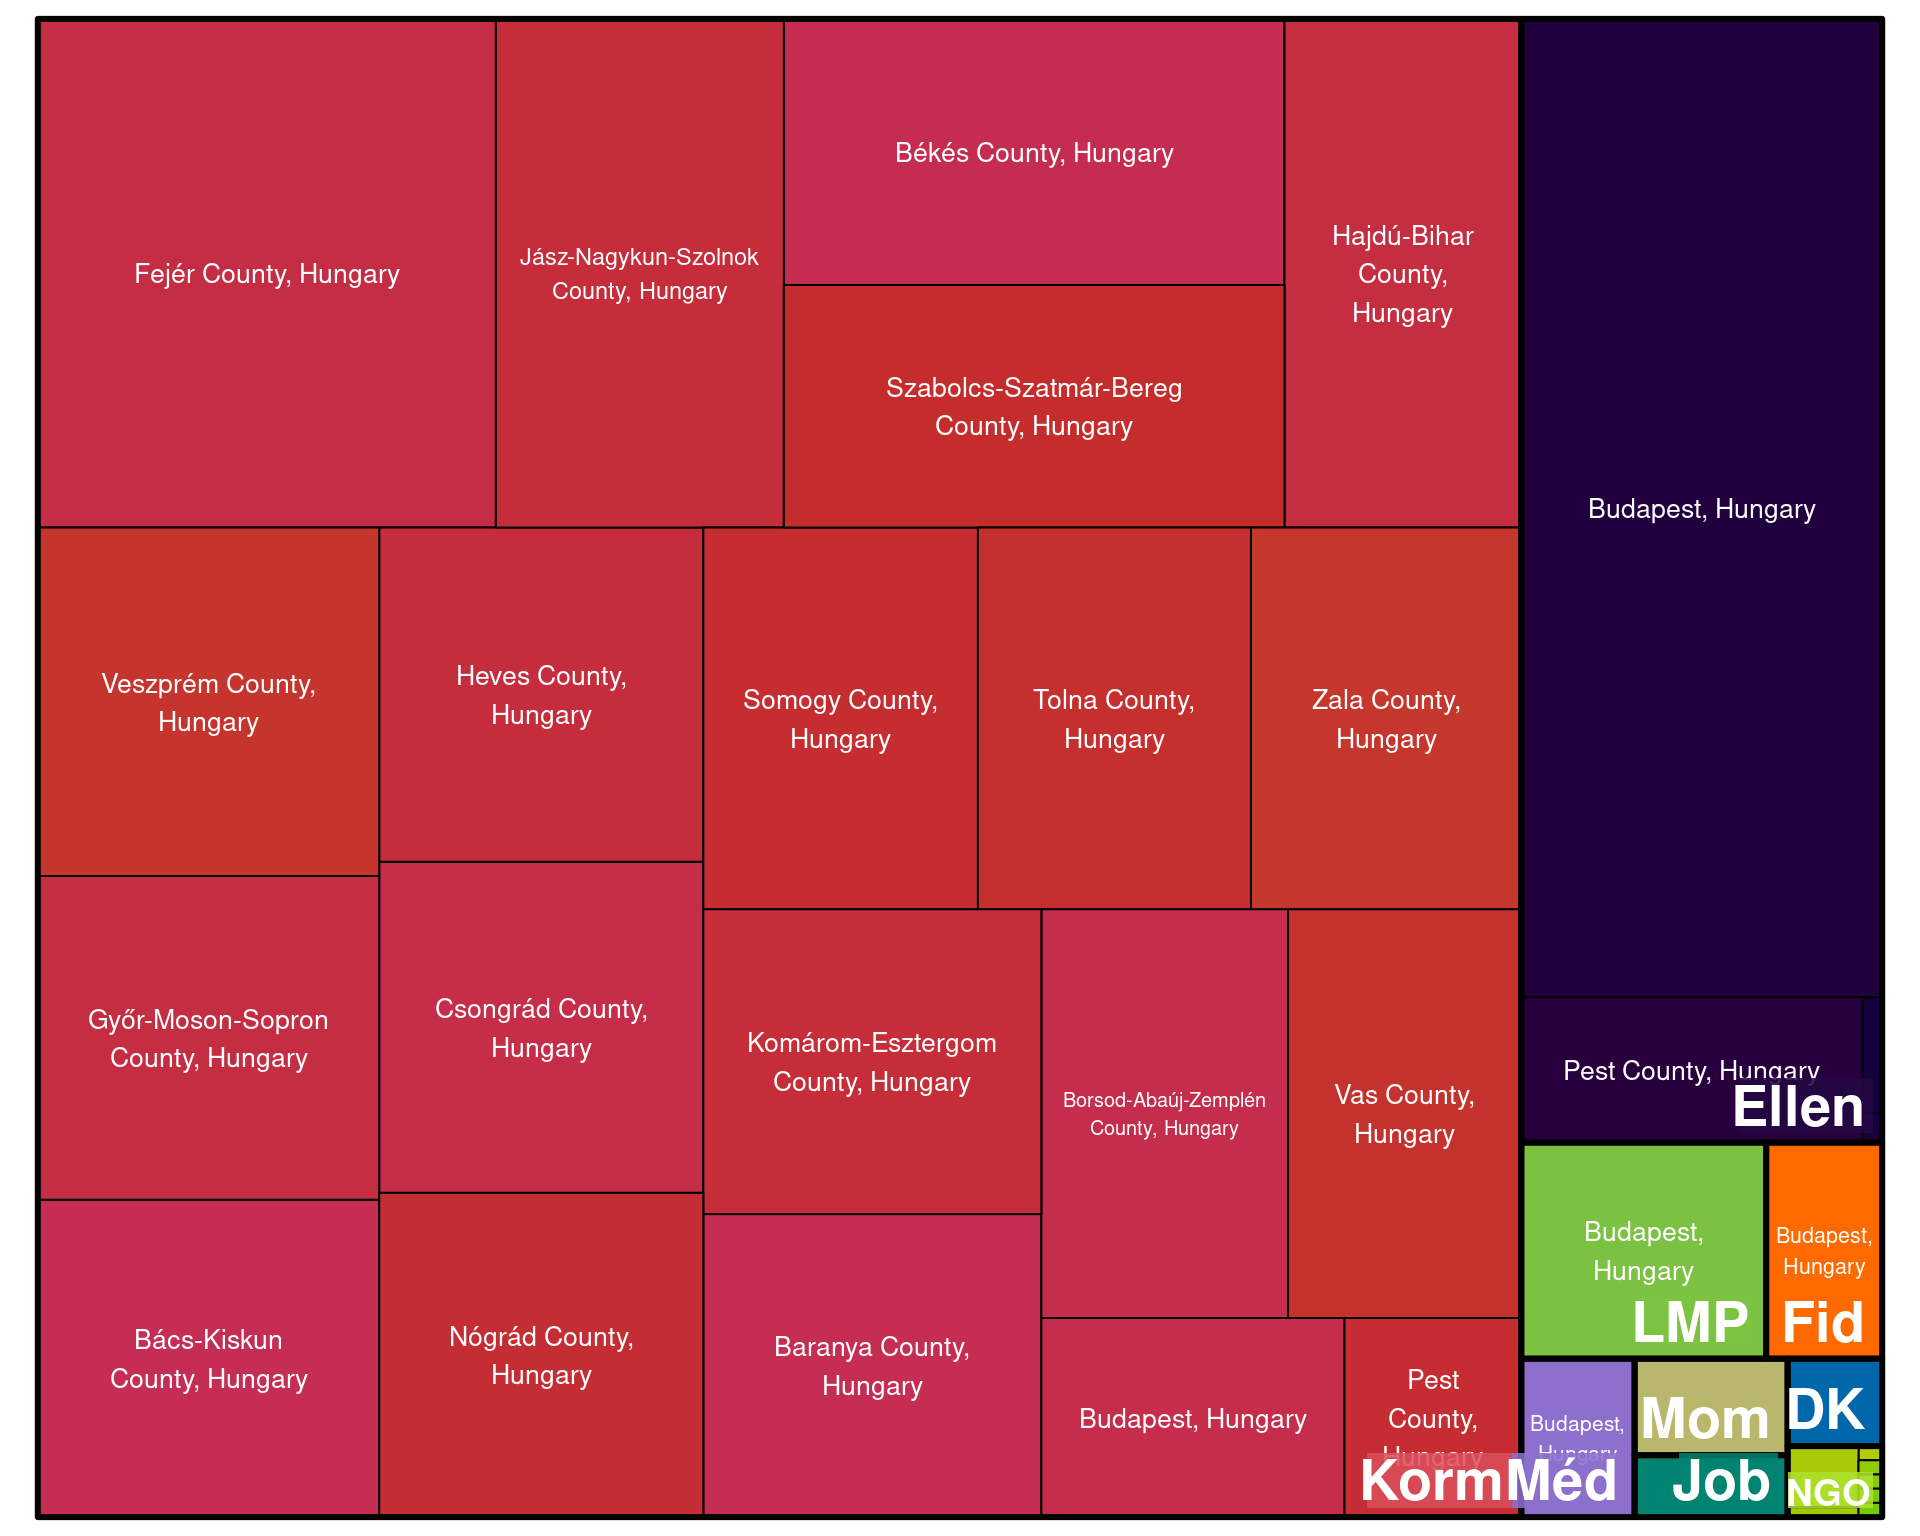 Fejér County, Hungary
Jász-Nagykun-Szolnok
County, Hungary
Békés County, Hungary
Szabolcs-Szatmár-Bereg
County, Hungary
Hajdú-Bihar
County,
Hungary
Budapest, Hungary
Veszprém County,
Hungary
Heves County,
Hungary
Somogy County,
Hungary
Tolna County,
Hungary
Zala County,
Hungary
Győr-Moson-Sopron
County, Hungary
Csongrád County,
Hungary
Komárom-Esztergom
County, Hungary
Borsod-Abaúj-Zemplén
County, Hungary
Vas County,
Hungary
Pest County, Hungary
Ellen
Bács-Kiskun
County, Hungary
Nógrád County,
Hungary
Baranya County,
Hungary
Budapest, Hungary
Pest
County,
Hungary
Korm
Budapest,
Hungary
LMP
Budapest,
Hungary
Fid
Budapest,
Hungary
Méd
Mom
DK
Job
NGO